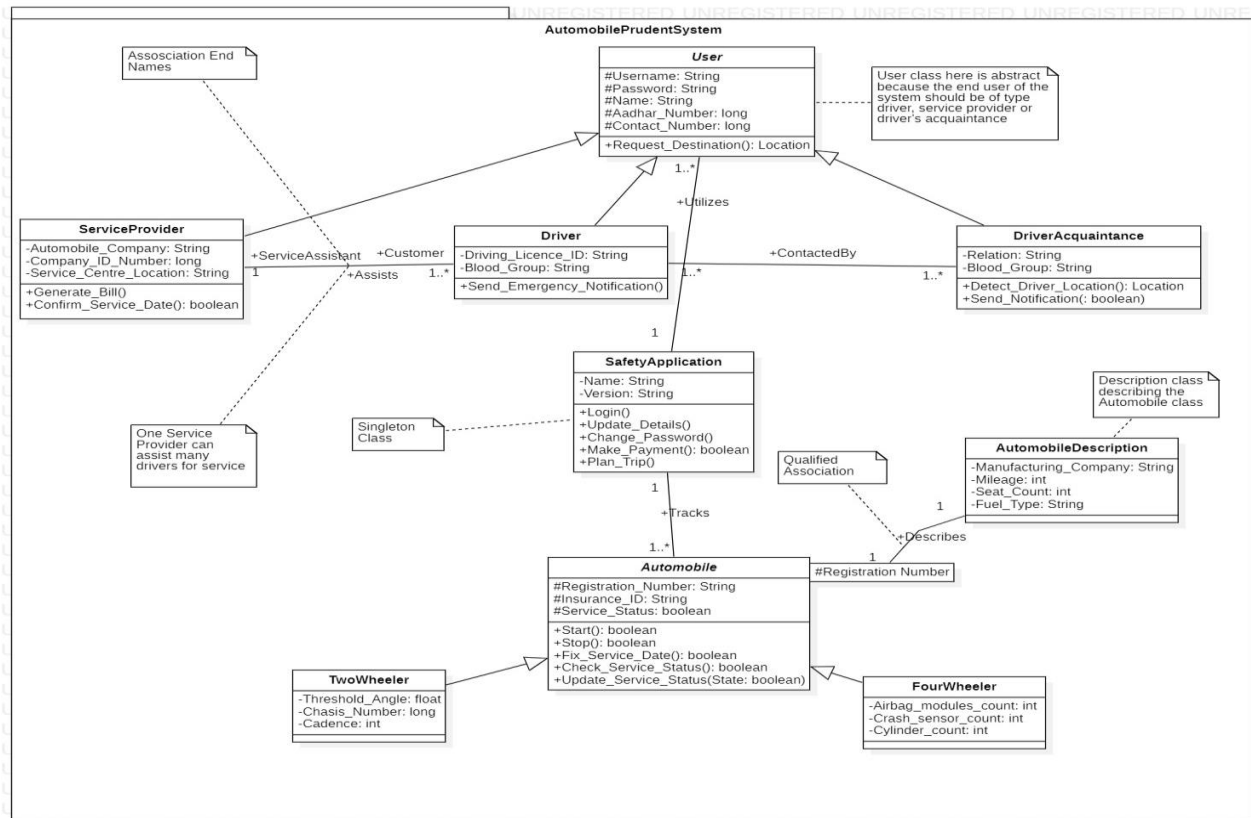 UNREGISTERED UNREGISTERED UNREGISTERED UNREGISTERED UNRE
AutomobilePrudentSystem
Assosciation End
Names
User
#Username: String
#Password: String
#Name: String
#Aadhar_Number: long
#Contact_Number: long
+Request_Destination(): Location
User class here is abstract
because the end user of the
system should be of type
driver, service provider or
driver's acquaintance
1..*
+Utilizes
1
ServiceProvider
-Automobile_Company: String
-Company_ID_Number: long
-Service_Centre_Location: String
+Generate_Bill()
+Confirm_Service_Date(): boolean
+ServiceAssistant
1
+Assists
+Customer
1..*
Driver
-Driving_Licence_ID: String
-Blood_Group: String
+Send_Emergency_Notification()
1..*
+ContactedBy
1..*
DriverAcquaintance
-Relation: String
-Blood_Group: String
+Detect_Driver_Location(): Location
+Send_Notification(: boolean)
One Service
Provider can
assist many
drivers for service
Singleton
Class
SafetyApplication
-Name: String
-Version: String
+Login()
+Update_Details()
+Change_Password()
+Make_Payment(): boolean
+Plan_Trip()
1
+Tracks
1..*
Description class
describing the
Automobile class
AutomobileDescription
-Manufacturing_Company: String
-Mileage: int
-Seat_Count: int
-Fuel_Type: String
Qualified
Association
1
+Describes
1
#Registration Number
Automobile
#Registration_Number: String
#Insurance_ID: String
#Service_Status: boolean
+Start(): boolean
+Stop(): boolean
+Fix_Service_Date(): boolean
+Check_Service_Status(): boolean
+Update_Service_Status(State: boolean)
TwoWheeler
-Threshold_Angle: float
-Chasis_Number: long
-Cadence: int
FourWheeler
-Airbag_modules_count: int
-Crash_sensor_count: int
-Cylinder_count: int